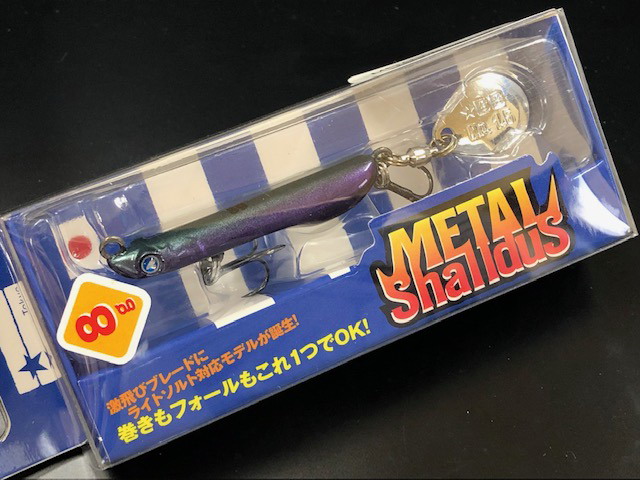 METAL
Shalldus
8g
激飛びブレードに
ライトソルト対応モデルが誕生!
巻きもフォールもこれ1つでOK!